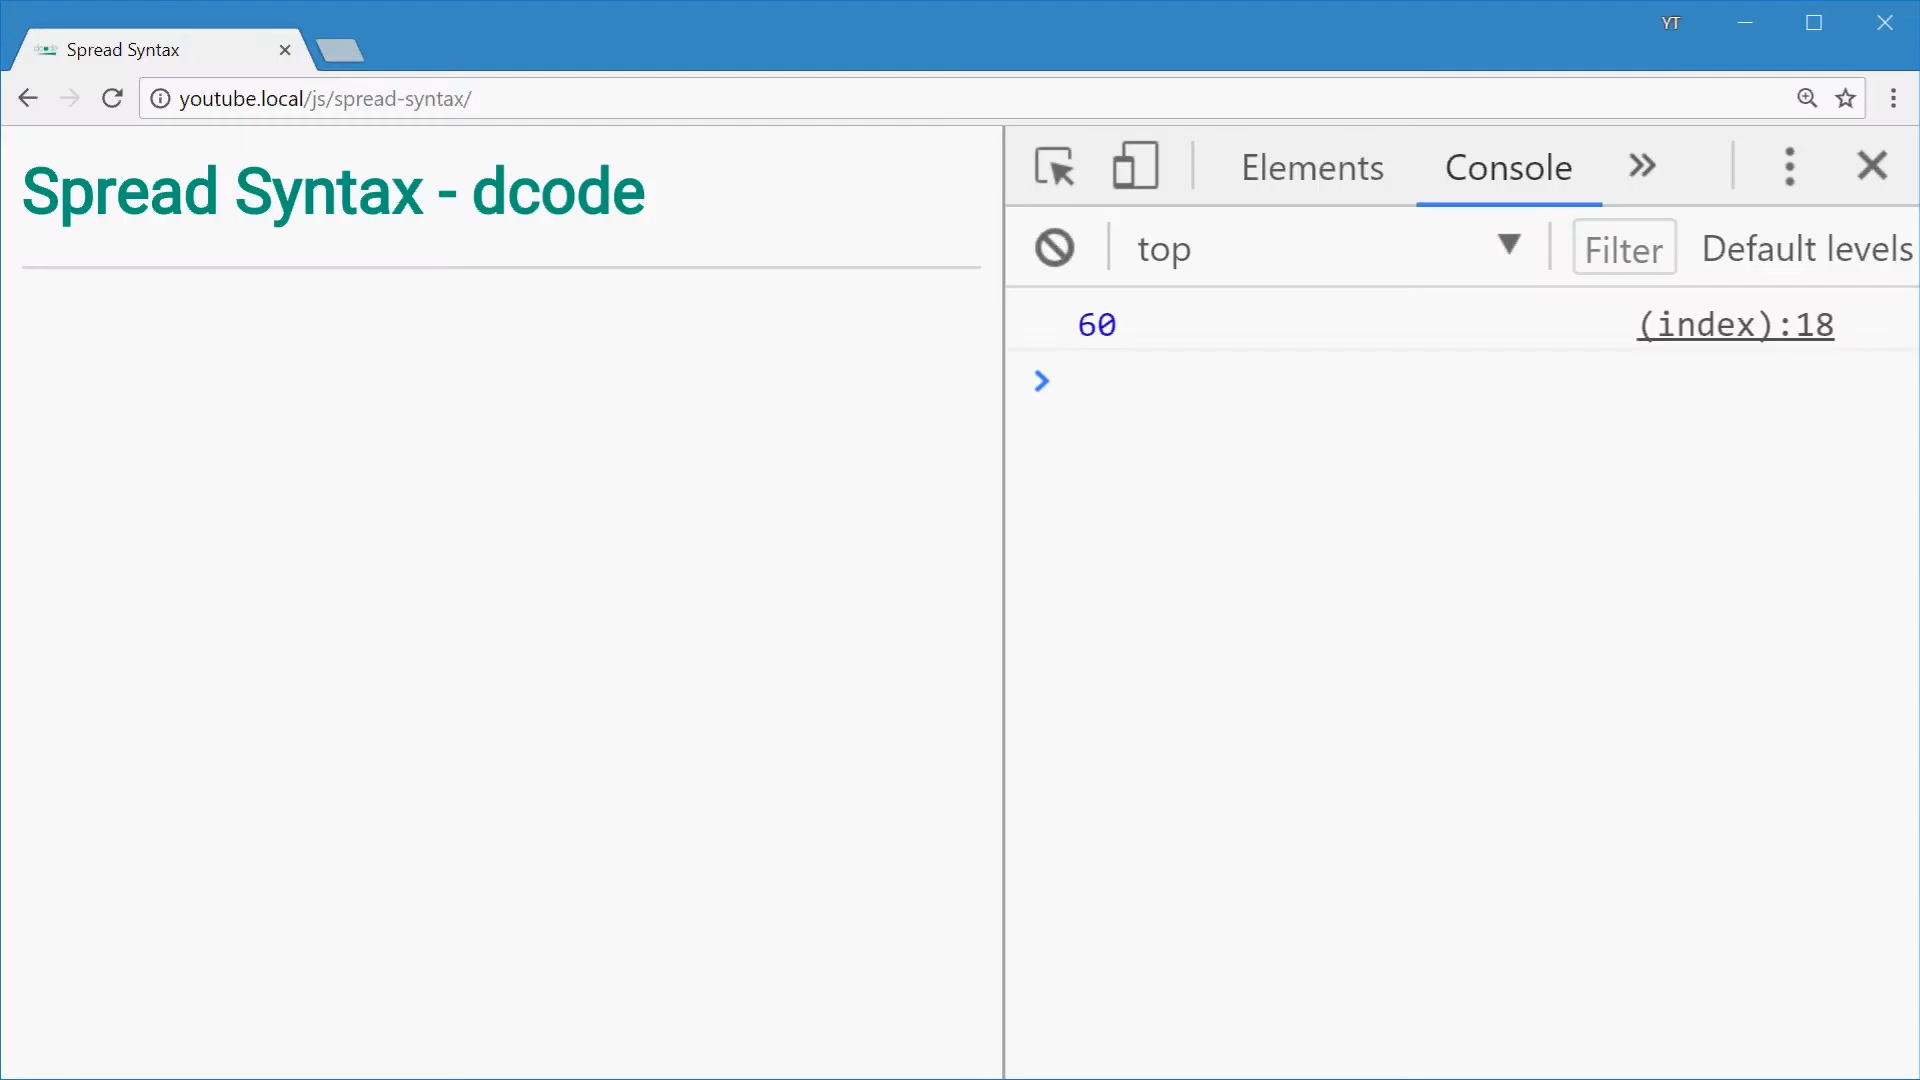 YT
dcode Spread Syntax
youtube.local/js/spread-syntax/
Spread Syntax - dcode
Elements Console
top Filter Default levels
60 (index):18